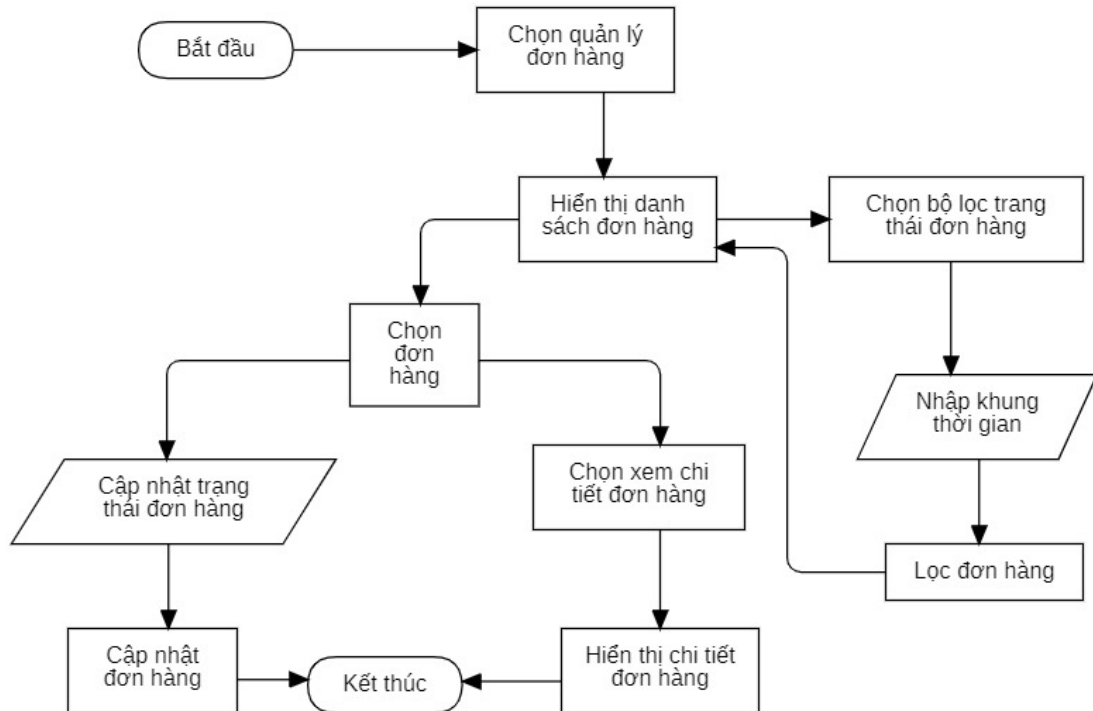 Bắt đầu
Chọn quản lý
đơn hàng
Hiển thị danh
sách đơn hàng
Chọn bộ lọc trang
thái đơn hàng
Chọn
đơn
hàng
Nhập khung
thời gian
Cập nhật trạng
thái đơn hàng
Chọn xem chi
tiết đơn hàng
Lọc đơn hàng
Cập nhật
đơn hàng
Kết thúc
Hiển thị chi tiết
đơn hàng